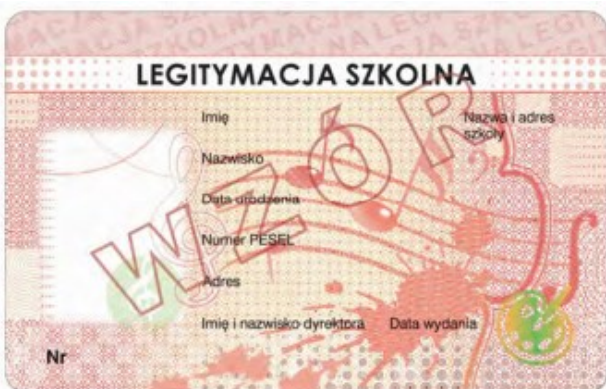 LEGITYMACJA SZKOLNA
Imię
Nazwa i adres
szkoły
Nazwisko
Data urodzenia
Numer PESEL
Adres
Imię i nazwisko dyrektora Data wydania
Nr
WZÓR